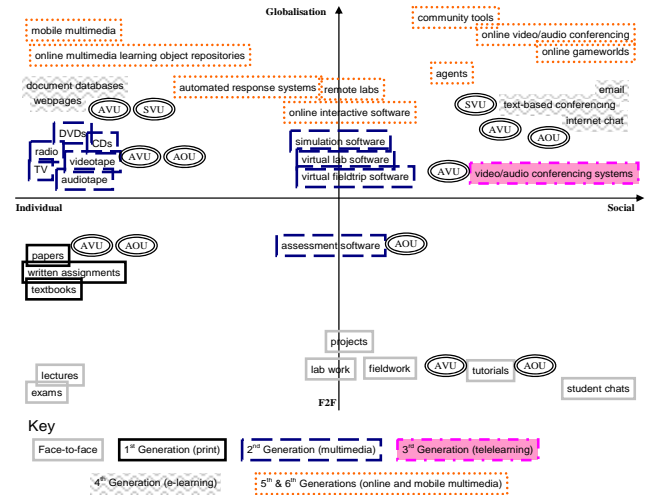 Globalisation
community tools
mobile multimedia
online video/audio conferencing
online multimedia learning object repositories
online gameworlds
agents
document databases
automated response systems
remote labs
email
webpages
AVU
SVU
online interactive software
SVU
text-based conferencing
internet chat
AVU
AOU
DVDs
CDs
radio
videotape
TV
audiotape
AVU
AOU
simulation software
virtual lab software
virtual fieldtrip software
AVU
video/audio conferencing systems
Individual
Social
papers
AVU
AOU
written assignments
textbooks
assessment software
AOU
projects
lab work
fieldwork
AVU
tutorials
AOU
lectures
exams
student chats
F2F
Key
Face-to-face
1st Generation (print)
2nd Generation (multimedia)
3rd Generation (telelearning)
4th Generation (e-learning)
5th & 6th Generations (online and mobile multimedia)